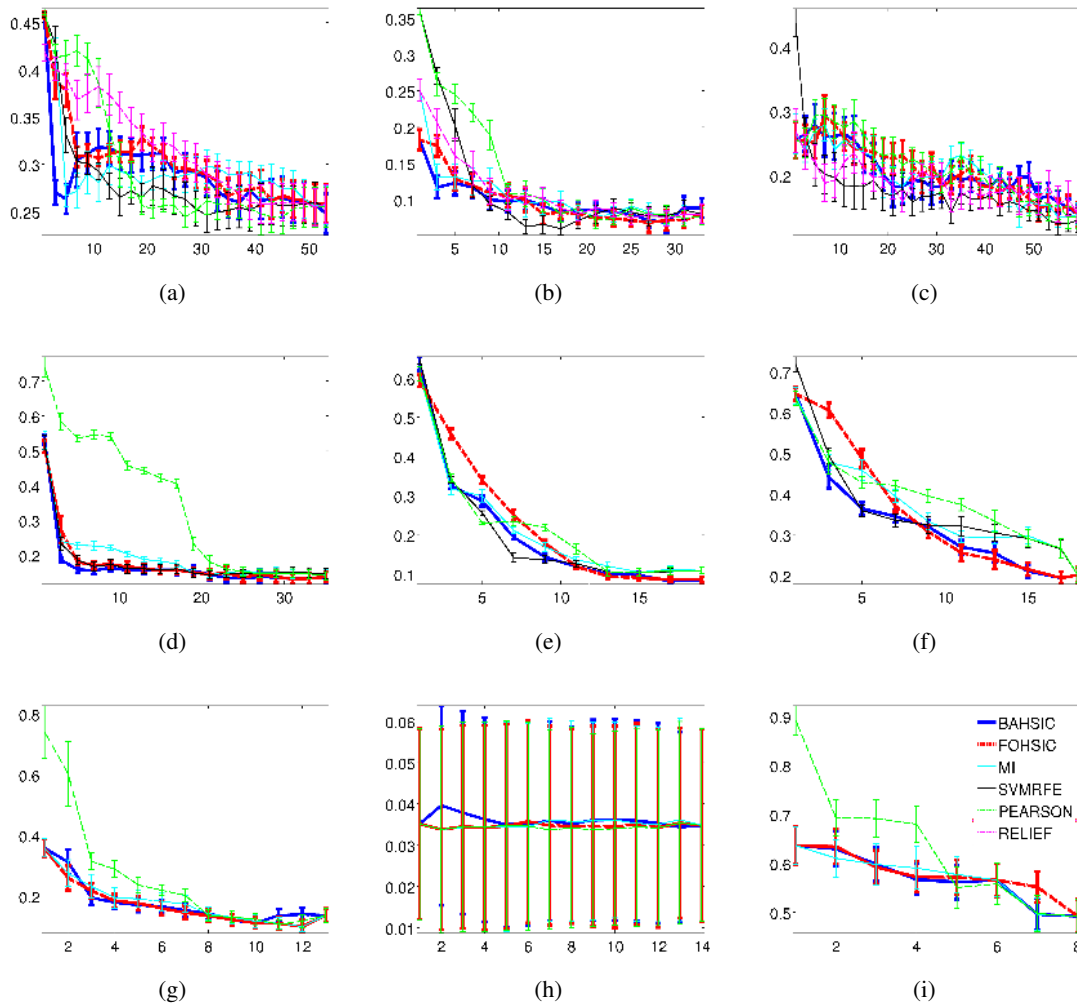 0.45
0.4
0.35
0.3
0.25
10 20 30 40 50
(a)
0.35
0.3
0.25
0.2
0.15
0.1
5 10 15 20 25 30
(b)
0.4
0.3
0.2
10 20 30 40 50
(c)
0.7
0.6
0.5
0.4
0.3
0.2
10 20 30
(d)
0.6
0.5
0.4
0.3
0.2
0.1
5 10 15
(e)
0.7
0.6
0.5
0.4
0.3
0.2
5 10 15
(f)
0.8
0.6
0.4
0.2
2 4 6 8 10 12
(g)
0.06
0.05
0.04
0.03
0.02
0.01
2 4 6 8 10 12 14
(h)
0.9
0.8
0.7
0.6
0.5
2 4 6 8
BAHSIC
FOHSIC
MI
SVMRFE
PEARSON
RELIEF
(i)